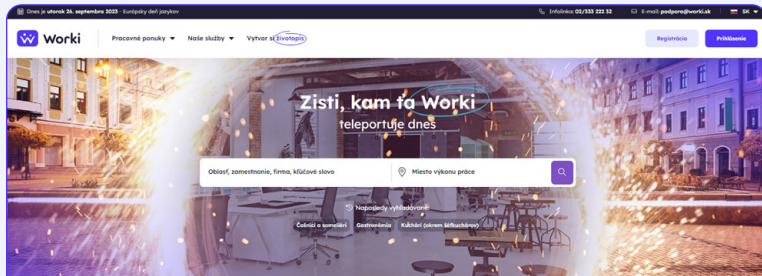 Dnes je utorok 26. septembra 2023 - Európsky deň jazykov
Infolinka: 02/333 222 32
E-mail: podpora@worki.sk
SK
Worki
Pracovné ponuky
Naše služby
Vytvor si životopis
Registrácia
Prihlásenie
Zisti, kam ťa Worki
teleportuje dnes
Oblasť, zamestnanie, firma, kľúčové slovo
Miesto výkonu práce
Naposledy vyhľadávané:
Čašníci a someliéri
Gastronómia
Kuchári (okrem šéfkuchárov)